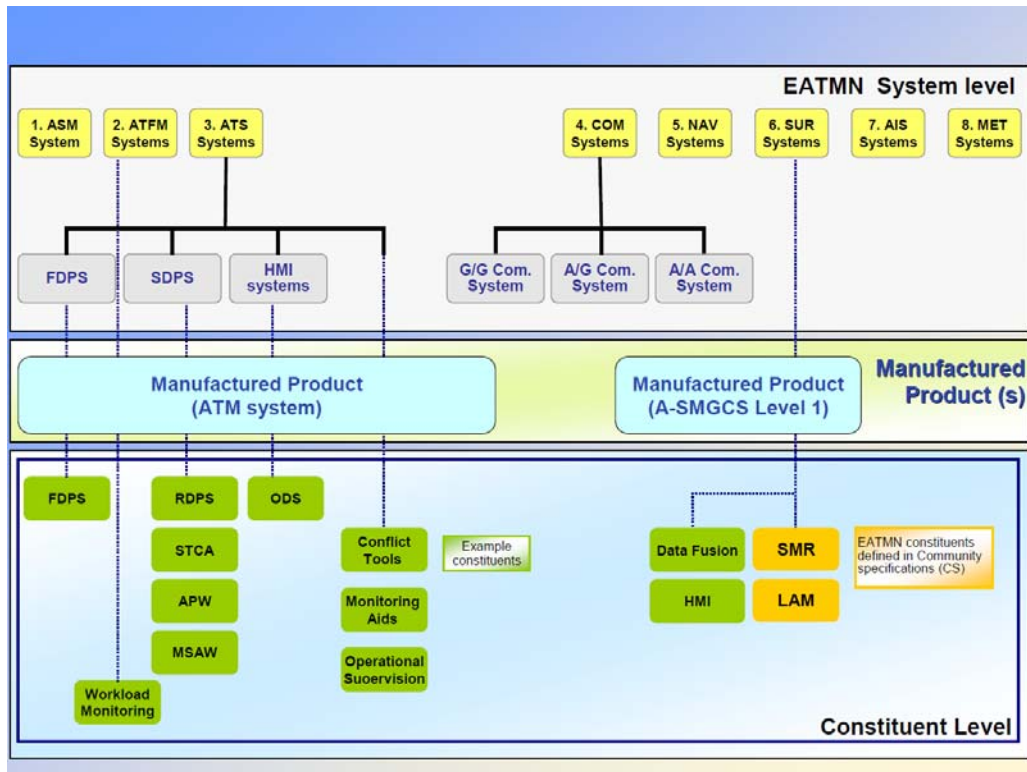 EATMN System level
1. ASM
System
2. ATFM
Systems
3. ATS
Systems
4. COM
Systems
5. NAV
Systems
6. SUR
Systems
7. AIS
Systems
8. MET
Systems
FDPS
SDPS
HMI
systems
G/G Com.
System
A/G Com.
System
A/A Com.
System
Manufactured Product
(ATM system)
Manufactured Product
(A-SMGCS Level 1)
Manufactured
Product (s)
FDPS
RDPS
ODS
STCA
APW
MSAW
Workload
Monitoring
Conflict
Tools
Monitoring
Aids
Operational
Suoervision
Example
constituents
Data Fusion
SMR
HMI
LAM
EATMN constituents
defined in Community
specifications (CS)
Constituent Level